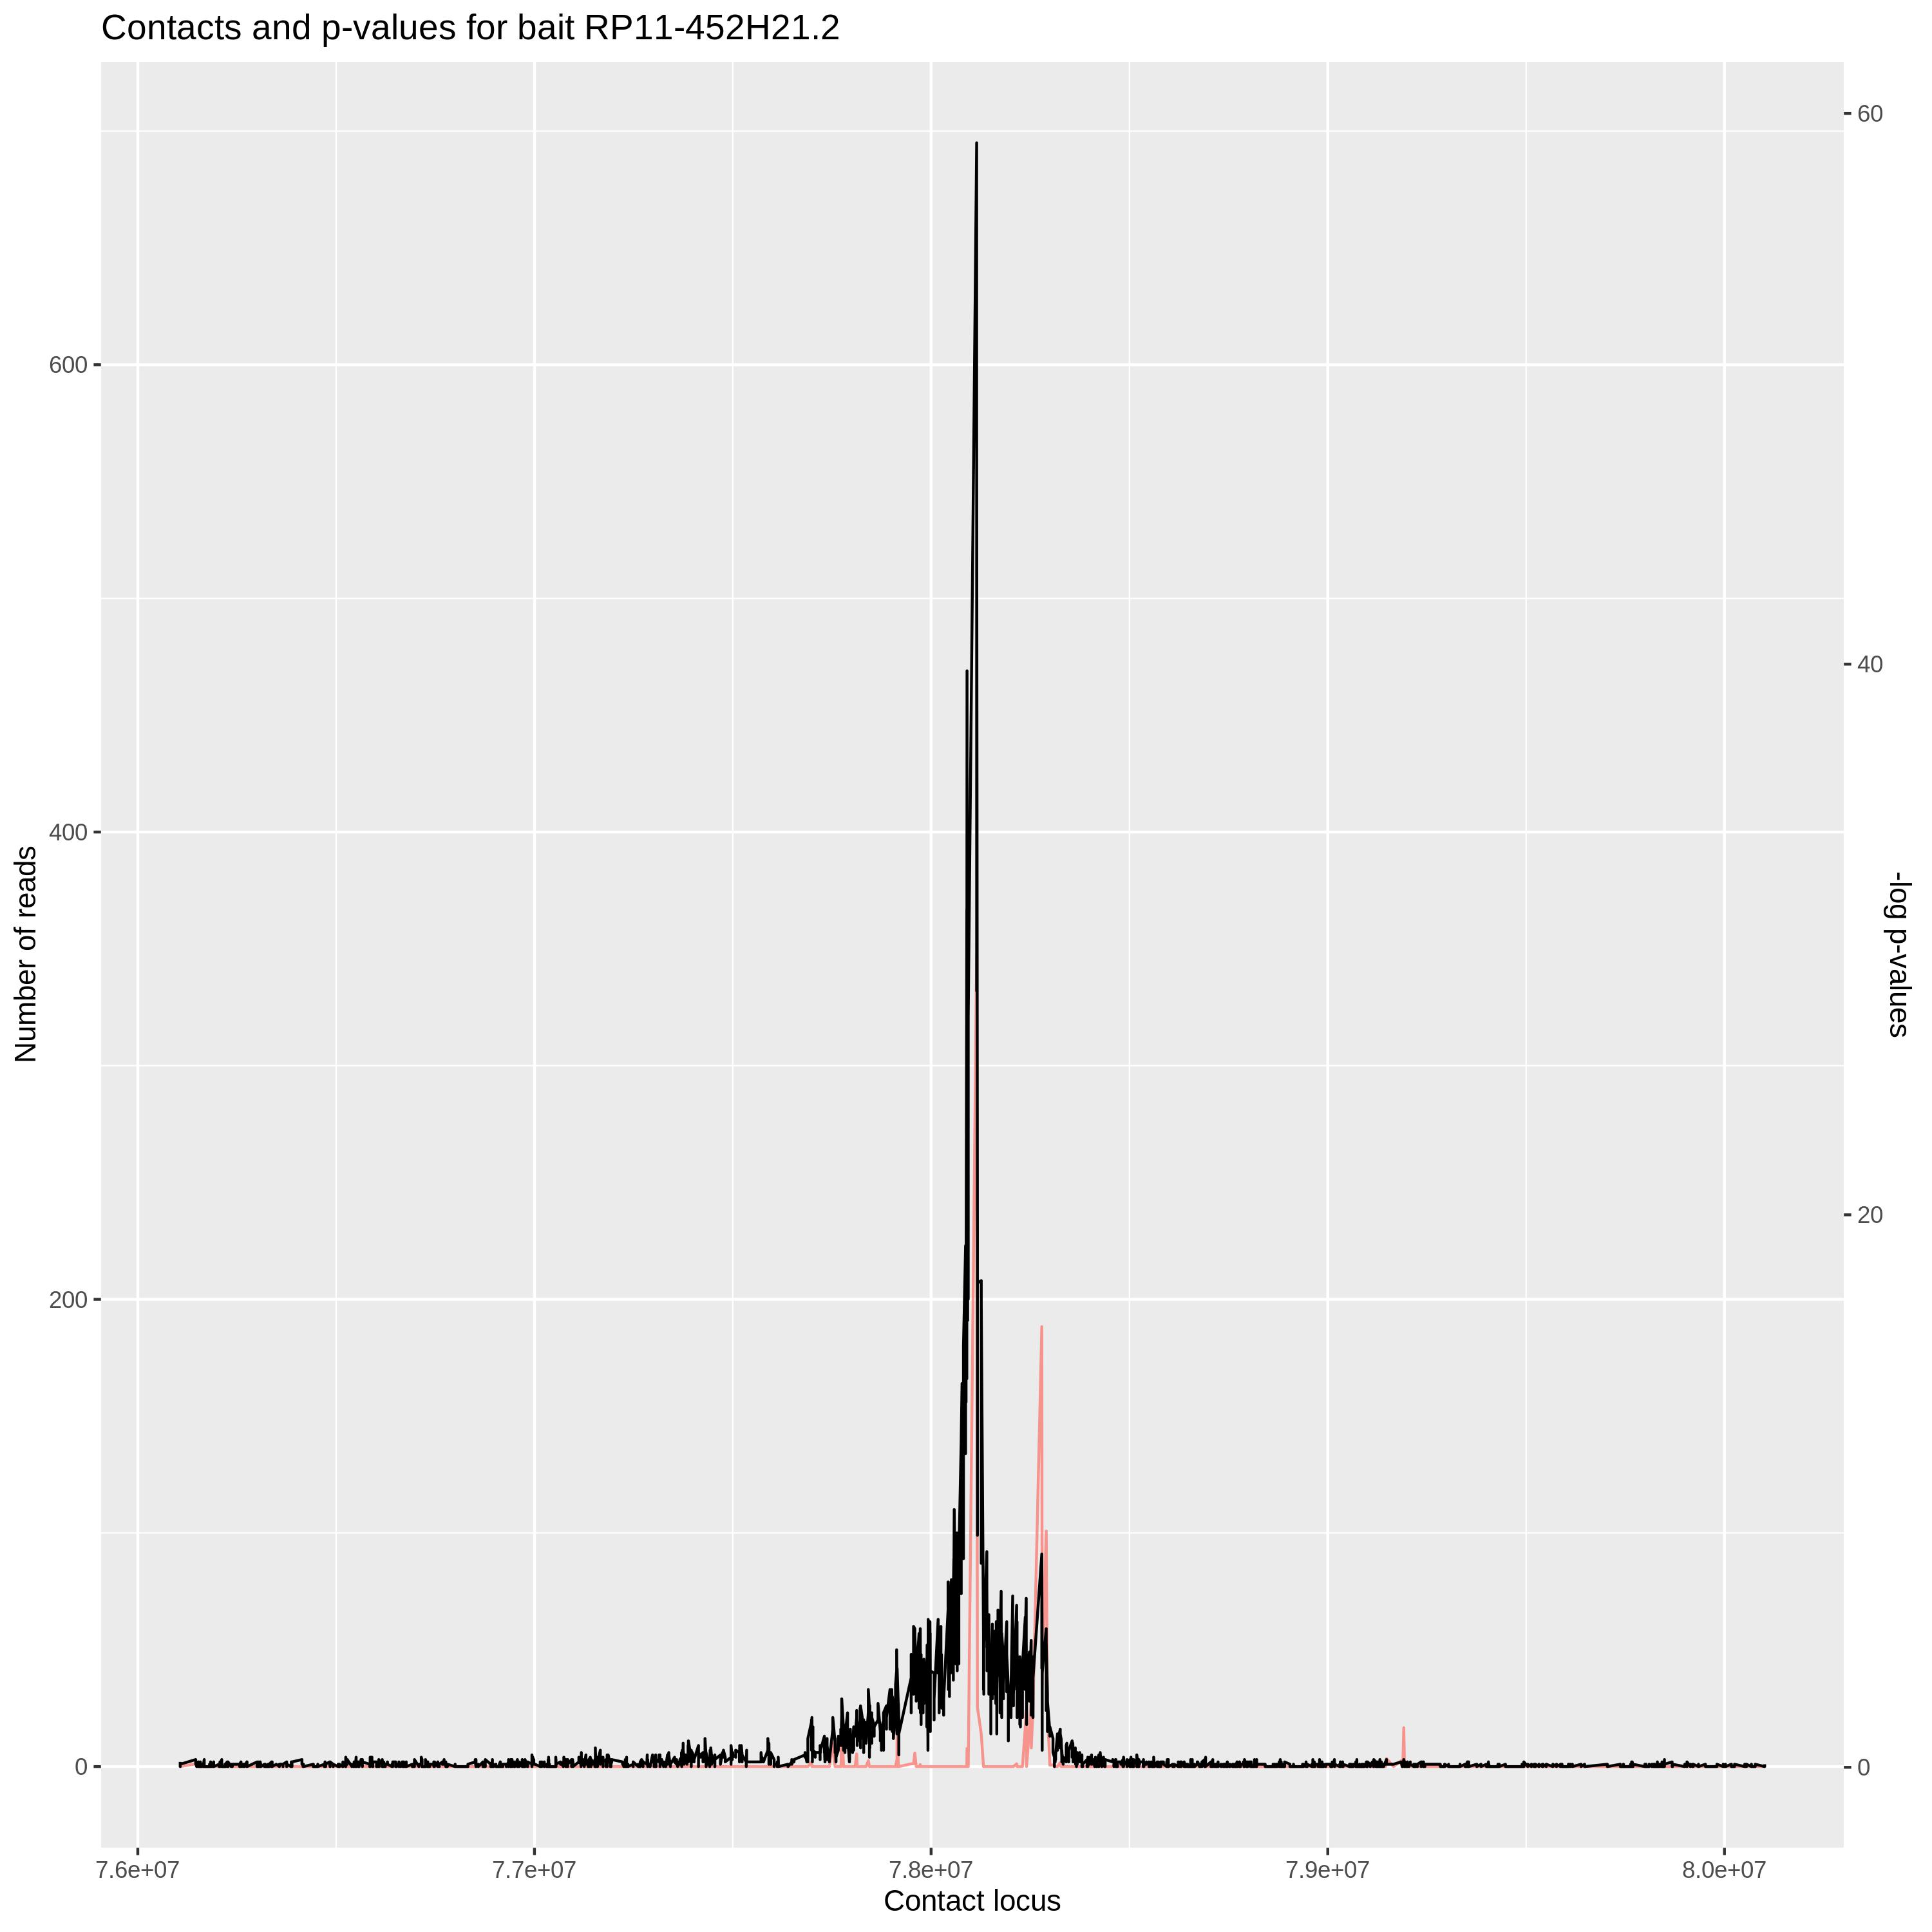 Contacts and p-values for bait RP11-452H21.2
60
600
40
400
Number of reads
-log p-values
20
200
0
0
7.6e+07 7.7e+07 7.8e+07 7.9e+07 8.0e+07
Contact locus